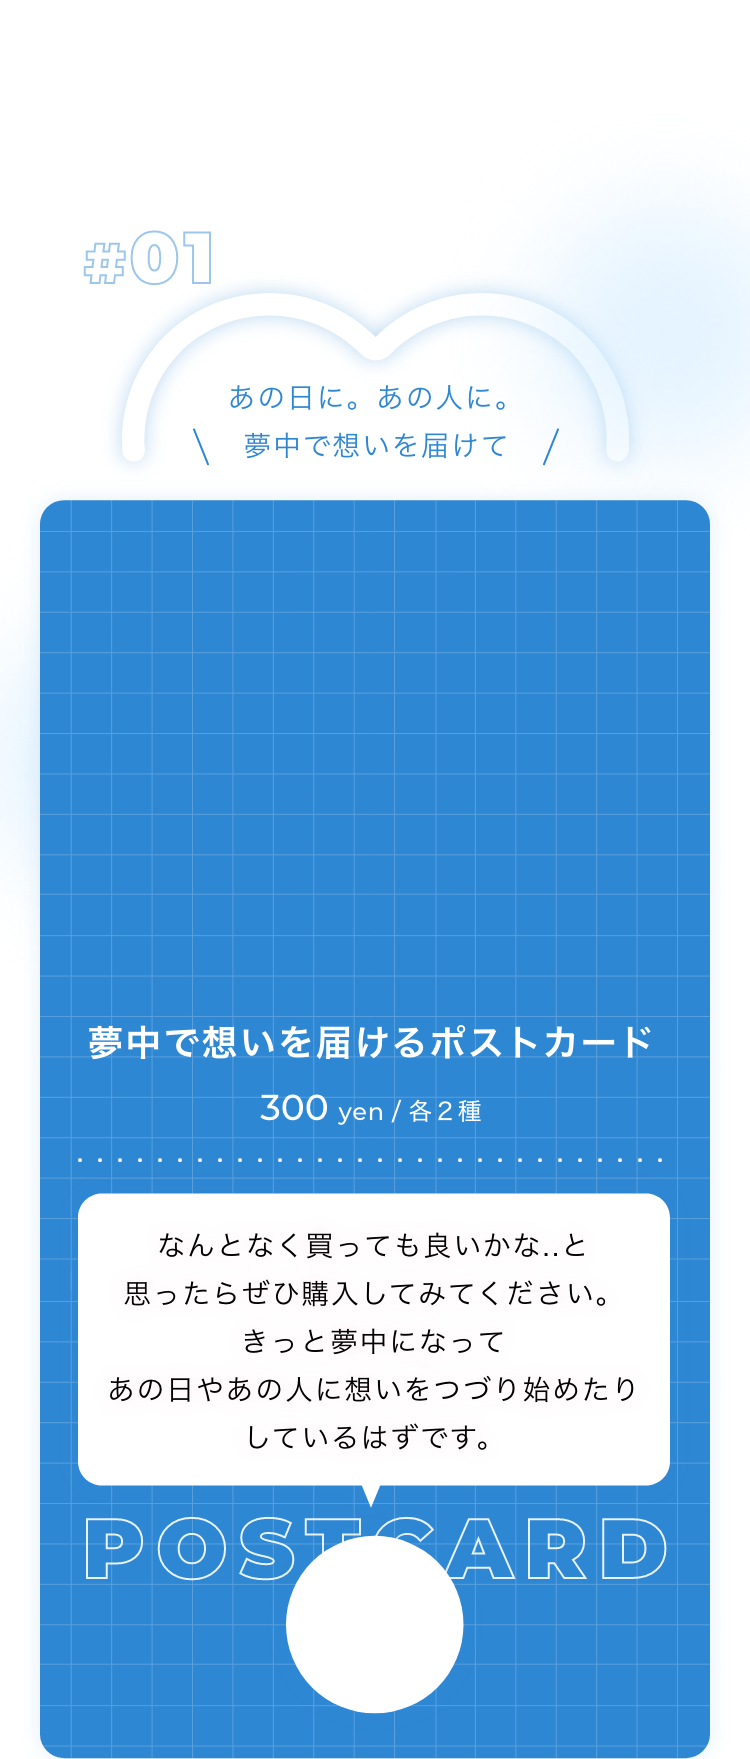 #01
あの日に。あの人に。
夢中で想いを届けて
夢中で想いを届けるポストカード
300 yen / 各２種
なんとなく買っても良いかな..と
思ったらぜひ購入してみてください。
きっと夢中になって
あの日やあの人に想いをつづり始めたり
しているはずです。
POSTCARD